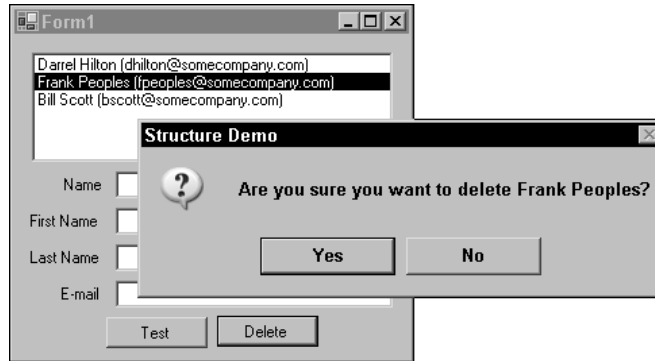 Form1
Darrel Hilton (dhilton@somecompany.com)
Frank Peoples (fpeoples@somecompany.com)
Bill Scott (bscott@somecompany.com)
Structure Demo
?
Are you sure you want to delete Frank Peoples?
Yes No
Name
First Name
Last Name
E-mail
Test Delete